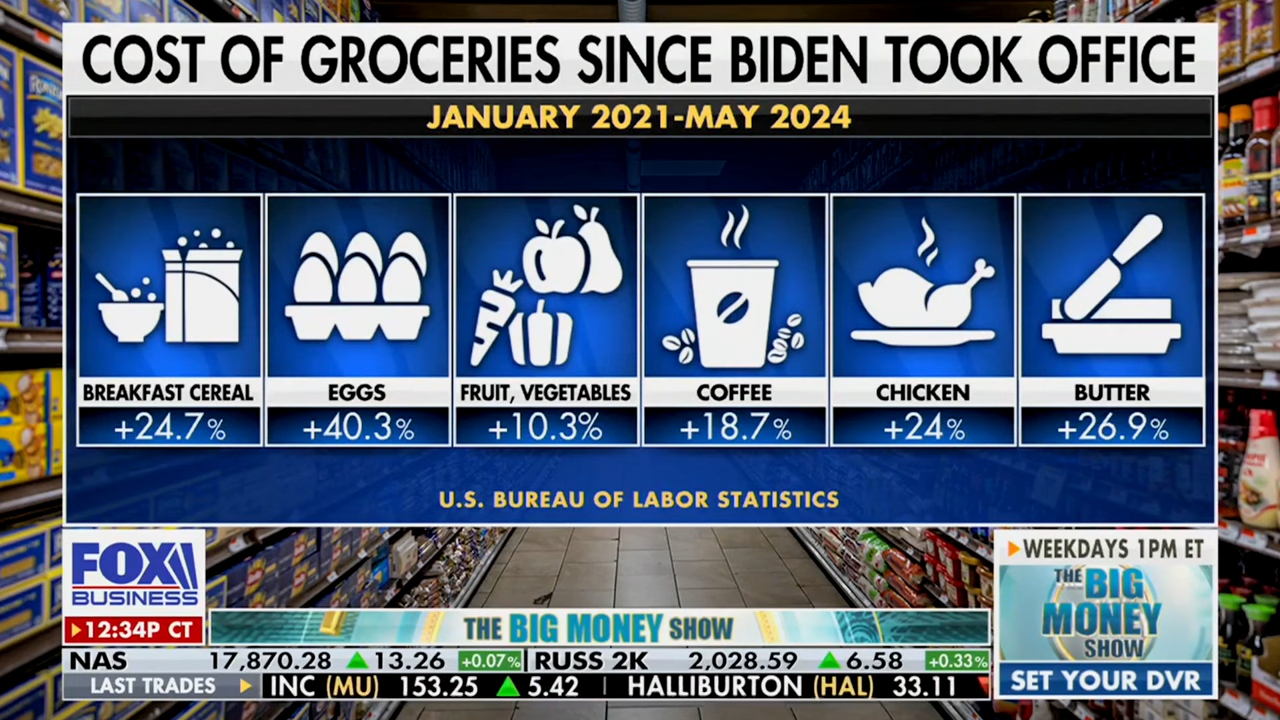 COST OF GROCERIES SINCE BIDEN TOOK OFFICE
JANUARY 2021-MAY 2024
BREAKFAST CEREAL
+24.7%
EGGS
+40.3%
FRUIT, VEGETABLES
+10.3%
COFFEE
+18.7%
CHICKEN
+24%
BUTTER
+26.9%
U.S. BUREAU OF LABOR STATISTICS
FOX
BUSINESS
12:34P CT
THE BIG MONEY SHOW
WEEKDAYS 1PM ET
THE BIG
MONEY
SHOW
SET YOUR DVR
NAS 17,870.28 ▲ 13.26 +0.07% RUSS 2K 2,028.59 ▲ 6.58 +0.33%
LAST TRADES INC (MU) 153.25 ▲ 5.42 HALLIBURTON (HAL) 33.11